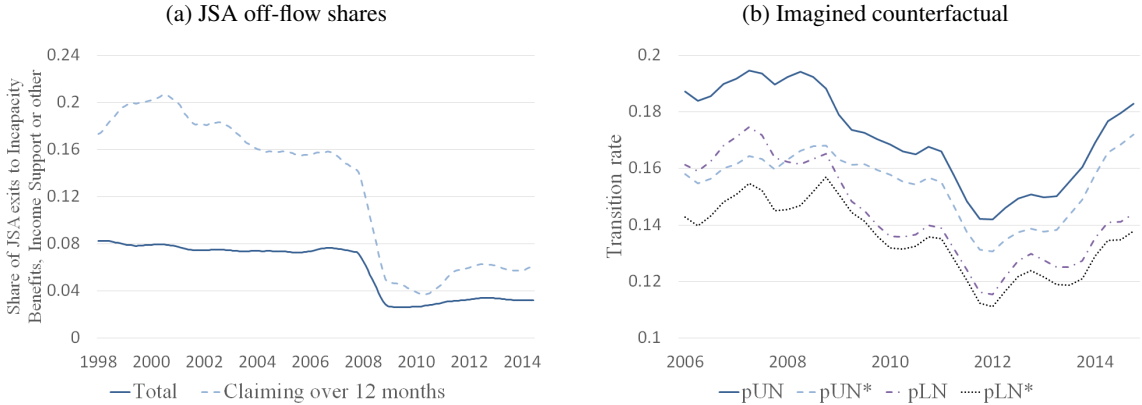 (a) JSA off-flow shares
Share of JSA exits to Incapacity
Benefits, Income Support or other
0.24
0.2
0.16
0.12
0.08
0.04
0
1998 2000 2002 2004 2006 2008 2010 2012 2014
Total Claiming over 12 months
(b) Imagined counterfactual
Transition rate
0.2
0.18
0.16
0.14
0.12
0.1
2006 2008 2010 2012 2014
pUN pUN* pLN pLN*